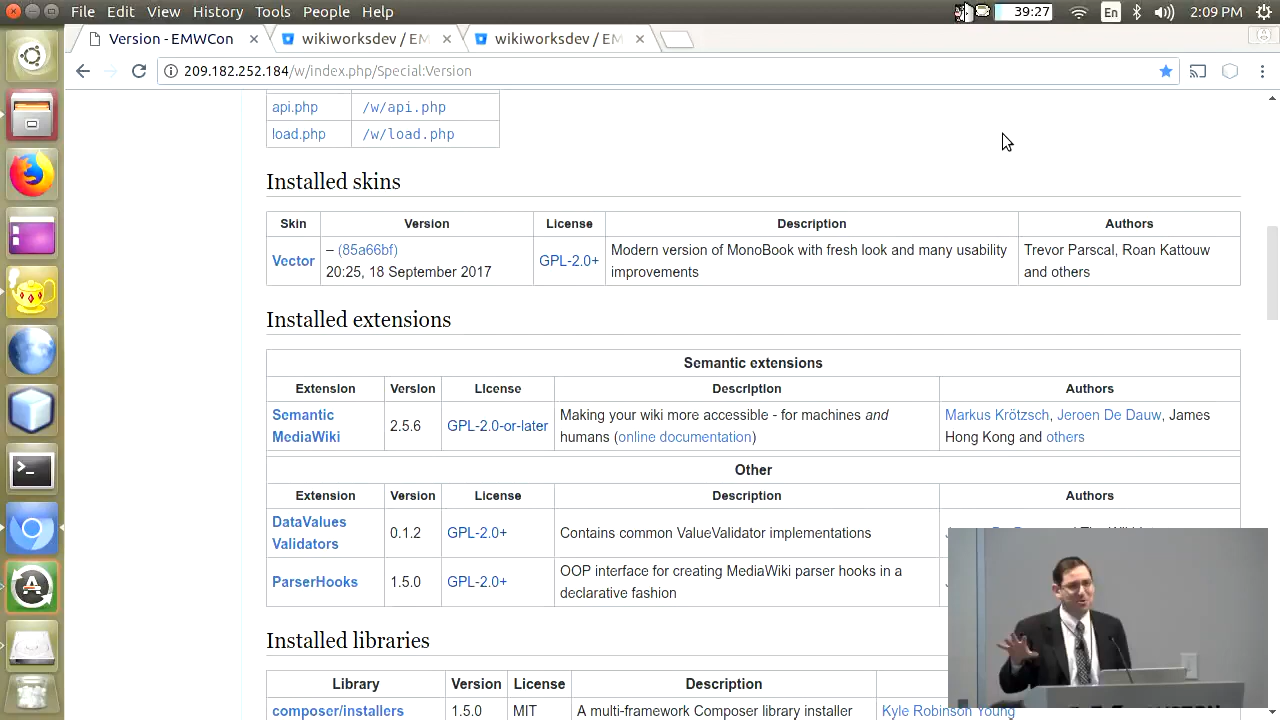 File Edit View History Tools People Help
39:27 En 2:09 PM
Version - EMWCon
wikiworksdev / EM
wikiworksdev / EM
209.182.252.184/w/index.php/Special:Version
api.php /w/api.php
load.php /w/load.php
Installed skins
Skin Version License Description Authors
Vector – (85a66bf) 20:25, 18 September 2017 GPL-2.0+ Modern version of MonoBook with fresh look and many usability improvements Trevor Parscal, Roan Kattouw and others
Installed extensions
Semantic extensions
Extension Version License Description Authors
Semantic MediaWiki 2.5.6 GPL-2.0-or-later Making your wiki more accessible - for machines and humans (online documentation) Markus Krötzsch, Jeroen De Dauw, James Hong Kong and others
Other
Extension Version License Description Authors
DataValues Validators 0.1.2 GPL-2.0+ Contains common ValueValidator implementations
ParserHooks 1.5.0 GPL-2.0+ OOP interface for creating MediaWiki parser hooks in a declarative fashion
Installed libraries
Library Version License Description
composer/installers 1.5.0 MIT A multi-framework Composer library installer Kyle Robinson Young